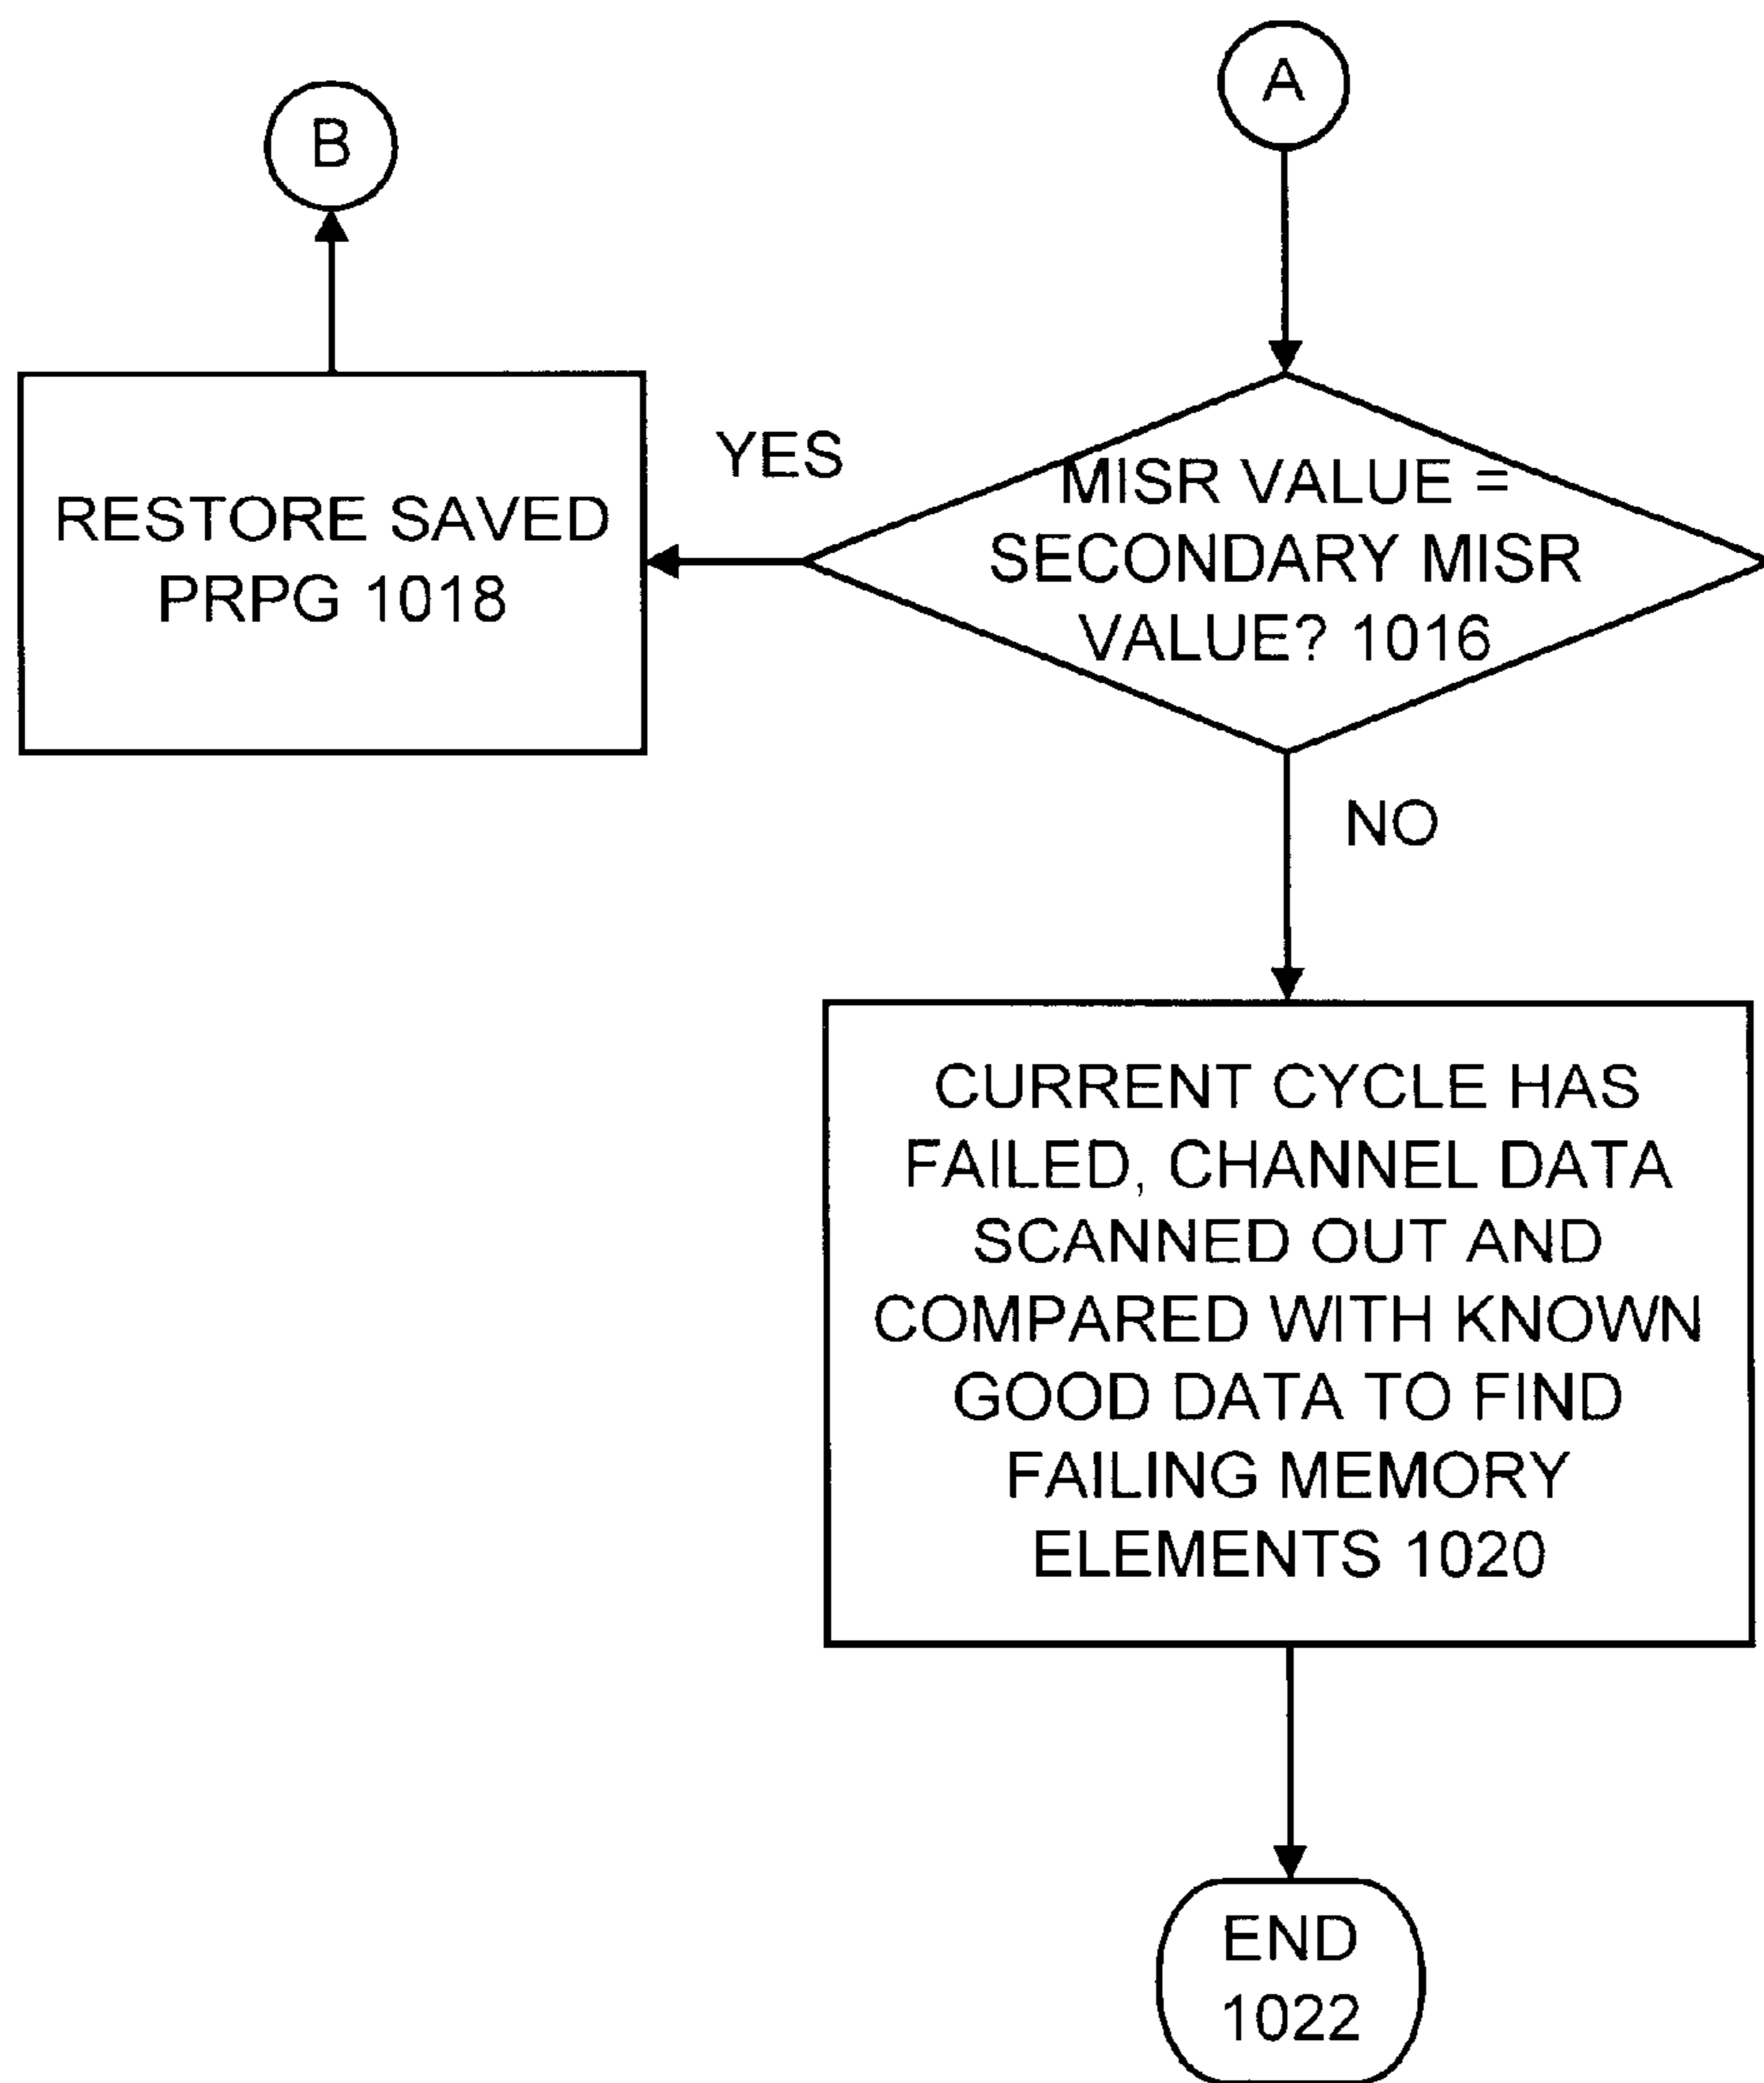 A
B
YES
MISR VALUE =
SECONDARY MISR
VALUE? 1016
RESTORE SAVED
PRPG 1018
NO
CURRENT CYCLE HAS
FAILED, CHANNEL DATA
SCANNED OUT AND
COMPARED WITH KNOWN
GOOD DATA TO FIND
FAILING MEMORY
ELEMENTS 1020
END
1022